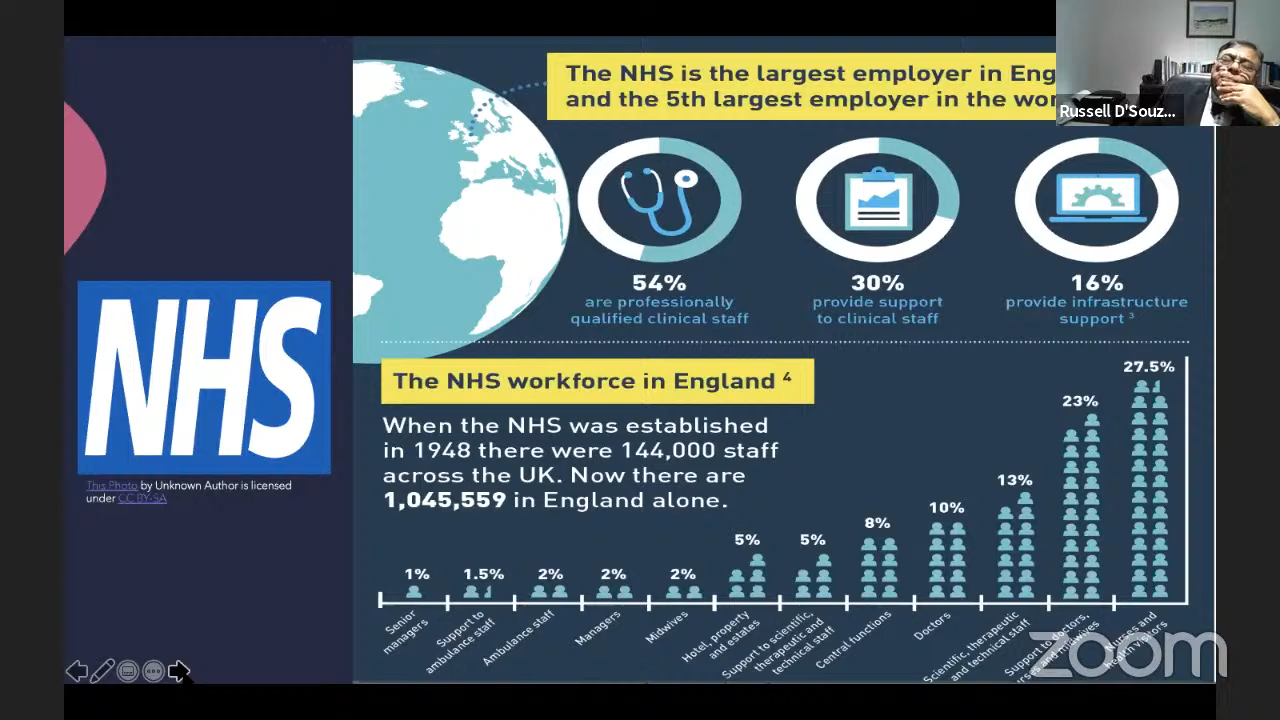 The NHS is the largest employer in Eng
and the 5th largest employer in the wor
Russell D'Souz...
54%
are professionally
qualified clinical staff
30%
provide support
to clinical staff
16%
provide infrastructure
support 3
NHS
This Photo by Unknown Author is licensed
under CC BY-SA
The NHS workforce in England 4
When the NHS was established
in 1948 there were 144,000 staff
across the UK. Now there are
1,045,559 in England alone.
1%
1.5%
2%
2%
2%
5%
5%
8%
10%
13%
23%
27.5%
Senior
managers
Support to
ambulance staff
Ambulance staff
Managers
Midwives
Hotel, property
and estates
Support to scientific,
therapeutic and
technical staff
Central functions
Doctors
Scientific, therapeutic
and technical staff
Support to doctors,
and midwives
Nurses and
health visitors
zoom